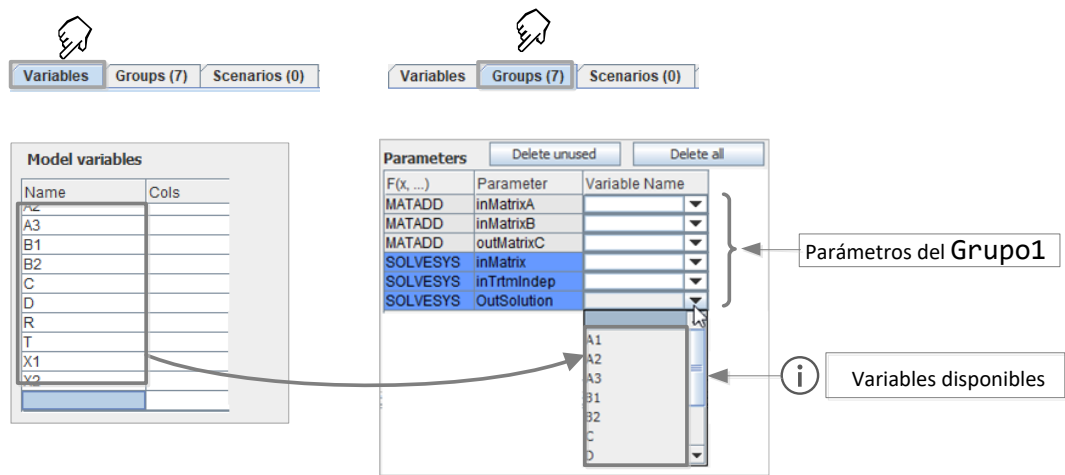 Variables Groups (7) Scenarios (0)
Variables Groups (7) Scenarios (0)
Model variables
Name Cols
A2
A3
B1
B2
C
D
R
T
X1
X2
Parameters Delete unused Delete all
F(x, ...) Parameter Variable Name
MATADD inMatrixA
MATADD inMatrixB
MATADD outMatrixC
SOLVESYS inMatrix
SOLVESYS inTrtmIndep
SOLVESYS OutSolution
A1
A2
A3
B1
B2
C
D
Parámetros del Grupo1
i Variables disponibles